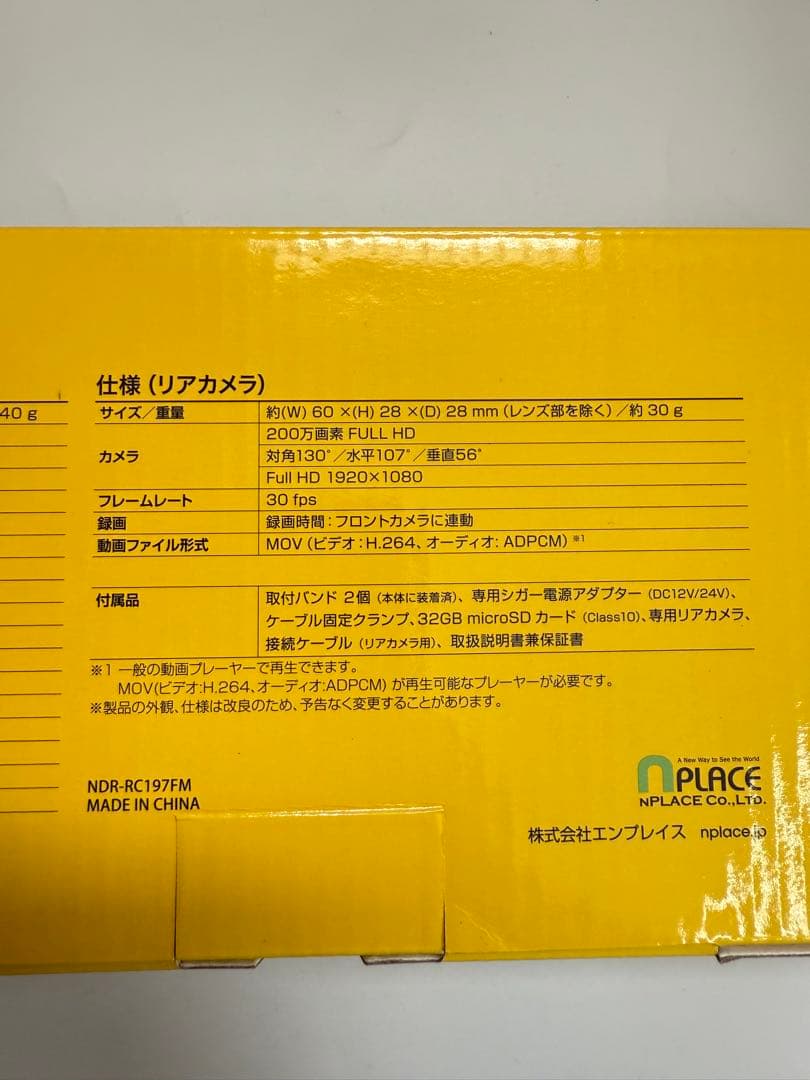 40 g
仕様（リアカメラ）
サイズ／重量 約(W) 60 ×(H) 28 ×(D) 28 mm（レンズ部を除く）／約 30 g
カメラ 200万画素 FULL HD
対角130°／水平107°／垂直56°
Full HD 1920×1080
フレームレート 30 fps
録画 録画時間：フロントカメラに連動
動画ファイル形式 MOV（ビデオ：H.264、オーディオ：ADPCM）※1
付属品 取付バンド 2個（本体に装着済）、専用シガー電源アダプター（DC12V/24V）、
ケーブル固定クランプ、32GB microSD カード（Class10）、専用リアカメラ、
接続ケーブル（リアカメラ用）、取扱説明書兼保証書
※1 一般の動画プレーヤーで再生できます。
MOV(ビデオ:H.264、オーディオ:ADPCM) が再生可能なプレーヤーが必要です。
※製品の外観、仕様は改良のため、予告なく変更することがあります。
NDR-RC197FM
MADE IN CHINA
A New Way to See the World
nPLACE
NPLACE CO.,LTD.
株式会社エンプレイス nplace.jp